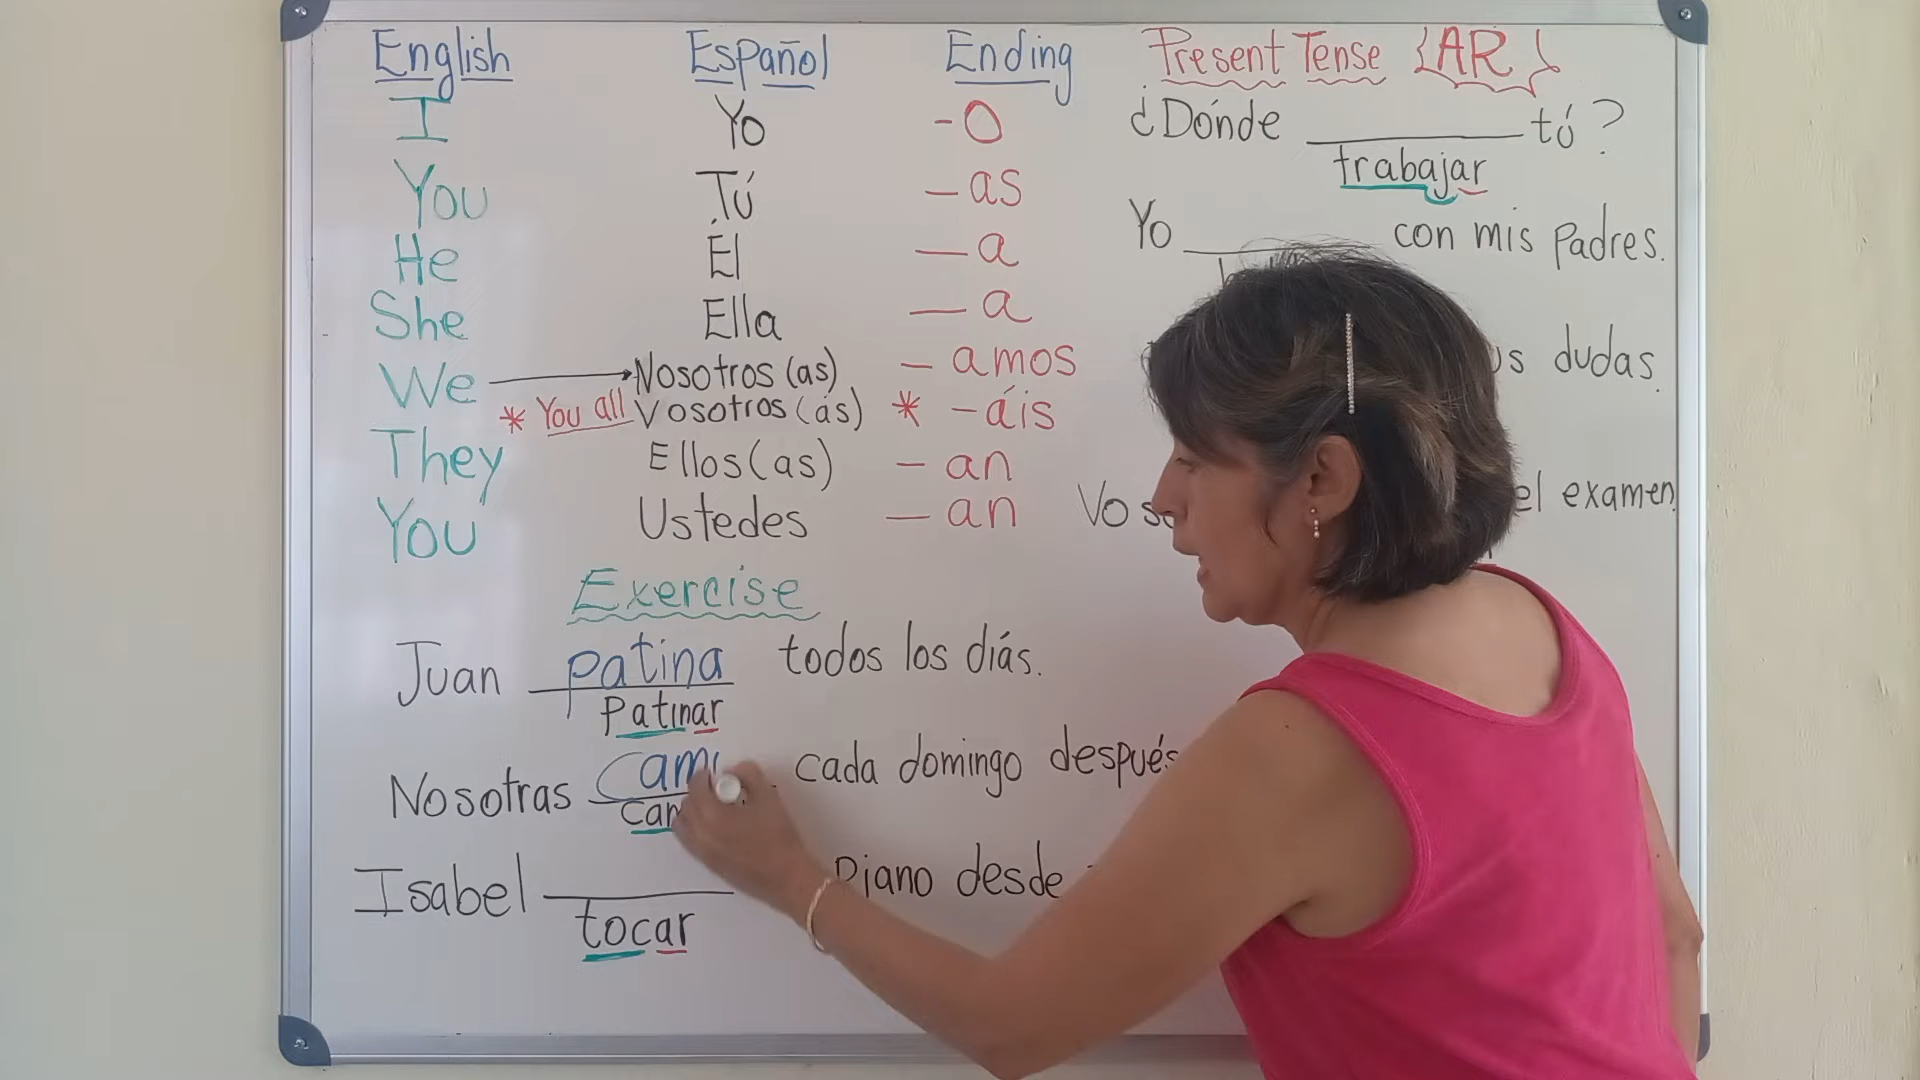 English Español Ending Present Tense {AR}
I Yo -o
¿Dónde ______ tú?
trabajar
You Tú -as
Yo ______ con mis padres.
He Él -a
She Ella -a
We Nosotros (as) -amos
dudas.
* You all Vosotros (as) * -áis
They Ellos(as) -an
el examen.
You Ustedes -an
Exercise
Juan patina todos los diás.
Patinar
Nosotras cada domingo después
Isabel ______ Piano desde
tocar